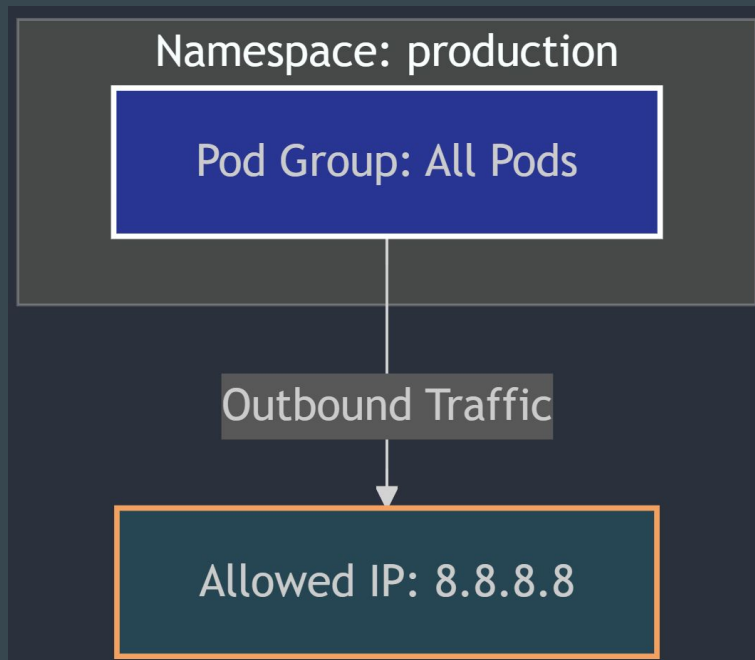 Namespace: production
Pod Group: All Pods
Outbound Traffic
Allowed IP: 8.8.8.8